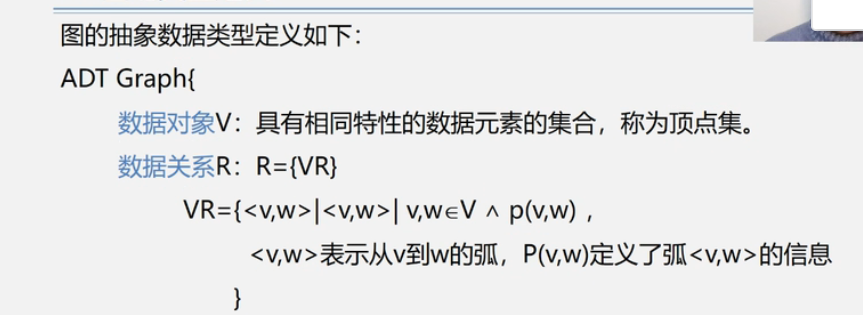 图的抽象数据类型定义如下：
ADT Graph{
数据对象V：具有相同特性的数据元素的集合，称为顶点集。
数据关系R：R={VR}
VR={<v,w>|<v,w>| v,w∈V ∧ p(v,w) ，
<v,w>表示从v到w的弧，P(v,w)定义了弧<v,w>的信息
}